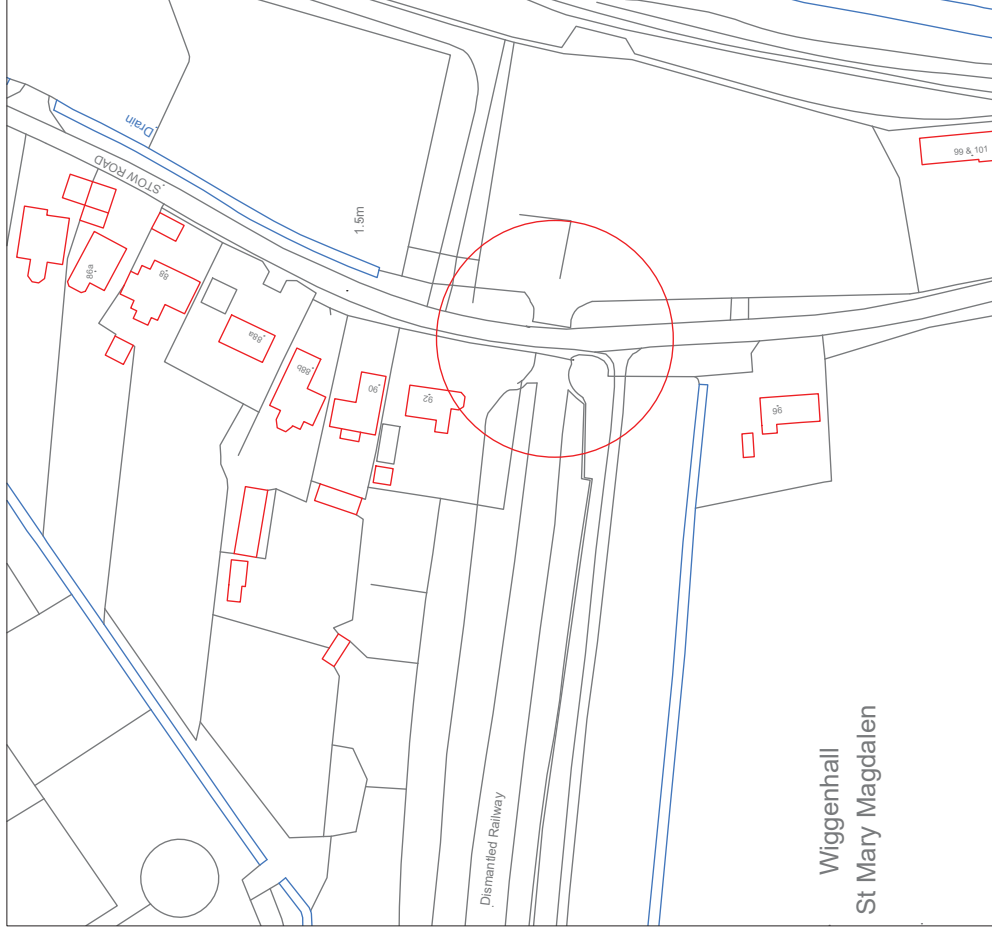 Drain
STOW ROAD
1.5m
99 & 101
86a
88
88a
88b
90
92
96
Dismantled Railway
Wiggenhall
St Mary Magdalen